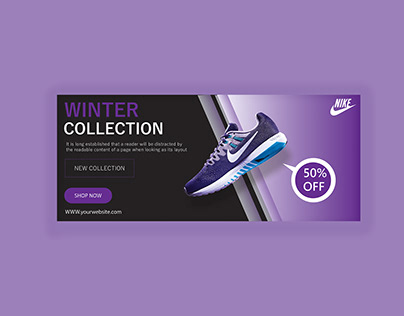 WINTER
COLLECTION
It is long established that a reader will be distracted by
the readable content of a page when looking as its layout
NEW COLLECTION
SHOP NOW
WWW.yourwebsite.com
NIKE
50%
OFF